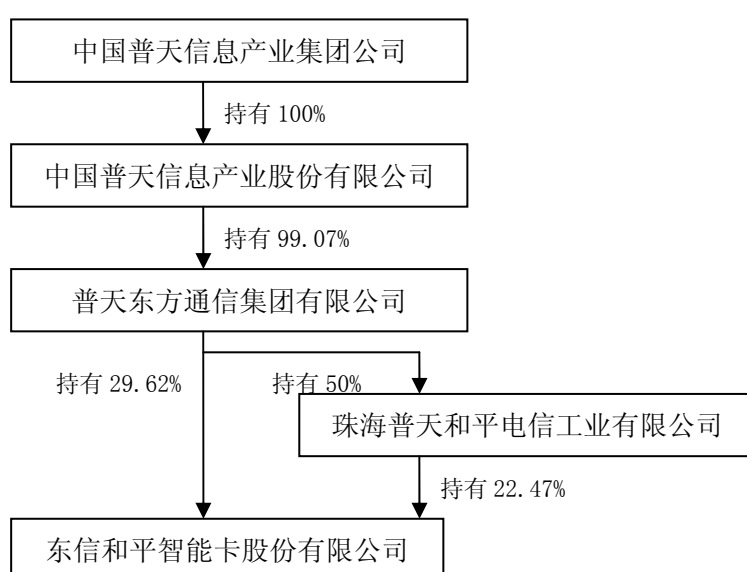 中国普天信息产业集团公司
持有 100%
中国普天信息产业股份有限公司
持有 99.07%
普天东方通信集团有限公司
持有 29.62%
持有 50%
珠海普天和平电信工业有限公司
持有 22.47%
东信和平智能卡股份有限公司